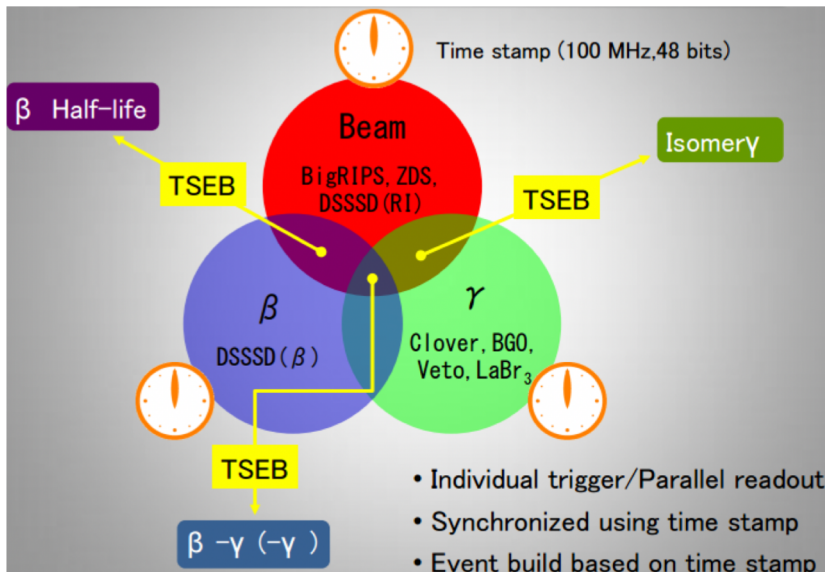 Time stamp (100 MHz,48 bits)
β Half-life
Beam
Isomerγ
BigRIPS, ZDS,
DSSSD(RI)
TSEB
TSEB
β
γ
DSSSD(β)
Clover, BGO,
Veto, LaBr₃
TSEB
• Individual trigger/Parallel readout
• Synchronized using time stamp
β -γ (-γ )
• Event build based on time stamp